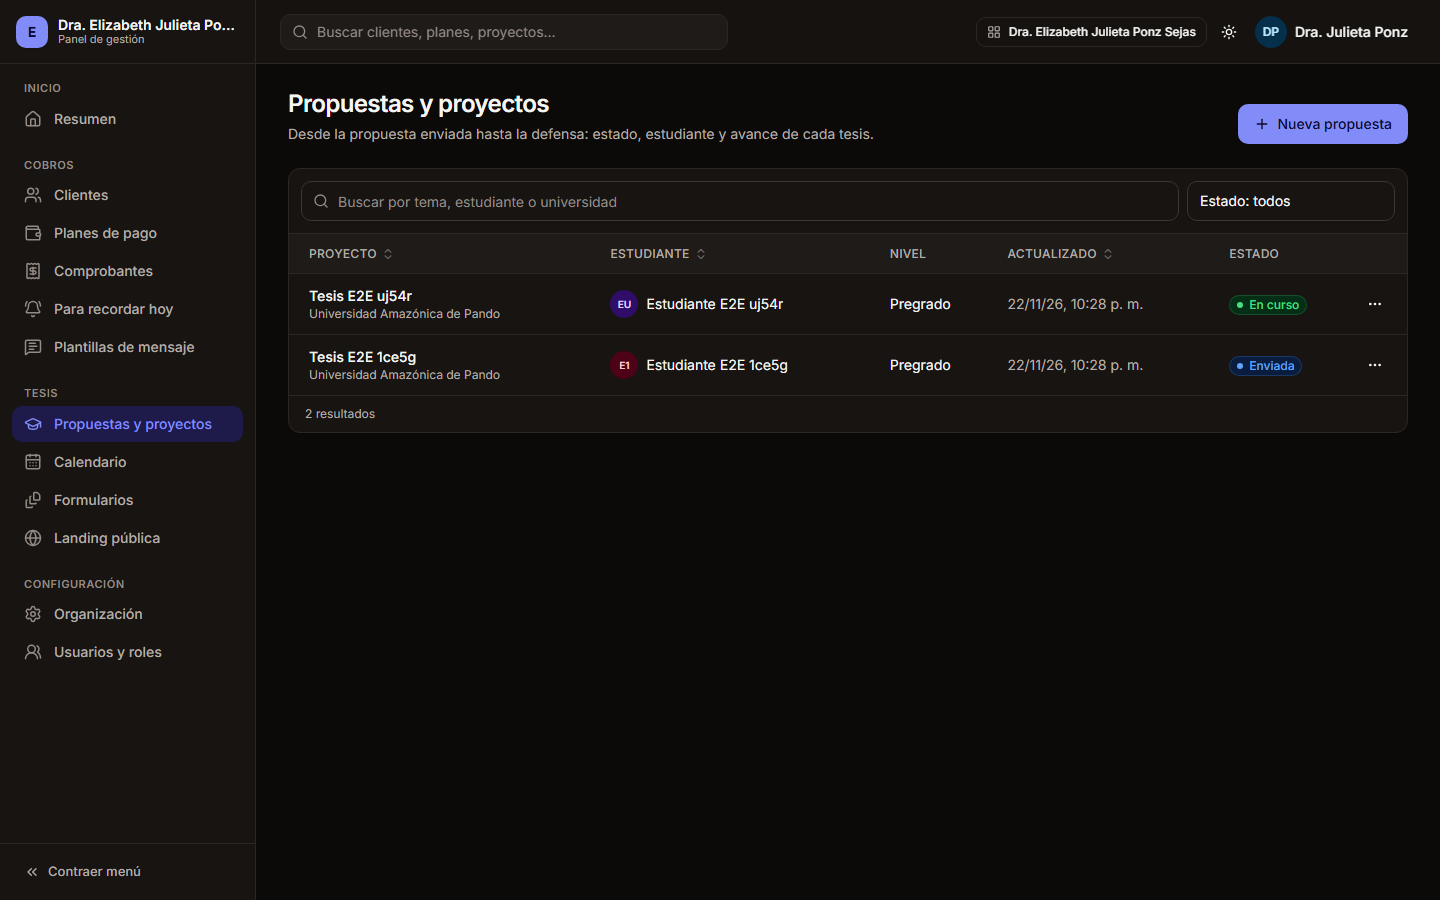 E
Dra. Elizabeth Julieta Po...
Panel de gestión
Buscar clientes, planes, proyectos...
Dra. Elizabeth Julieta Ponz Sejas
DP
Dra. Julieta Ponz
INICIO
Resumen
COBROS
Clientes
Planes de pago
Comprobantes
Para recordar hoy
Plantillas de mensaje
TESIS
Propuestas y proyectos
Calendario
Formularios
Landing pública
CONFIGURACIÓN
Organización
Usuarios y roles
Contraer menú
Propuestas y proyectos
Desde la propuesta enviada hasta la defensa: estado, estudiante y avance de cada tesis.
Nueva propuesta
Buscar por tema, estudiante o universidad
Estado: todos
PROYECTO ESTUDIANTE NIVEL ACTUALIZADO ESTADO
Tesis E2E uj54r
Universidad Amazónica de Pando
EU Estudiante E2E uj54r Pregrado 22/11/26, 10:28 p. m. En curso
Tesis E2E 1ce5g
Universidad Amazónica de Pando
E1 Estudiante E2E 1ce5g Pregrado 22/11/26, 10:28 p. m. Enviada
2 resultados